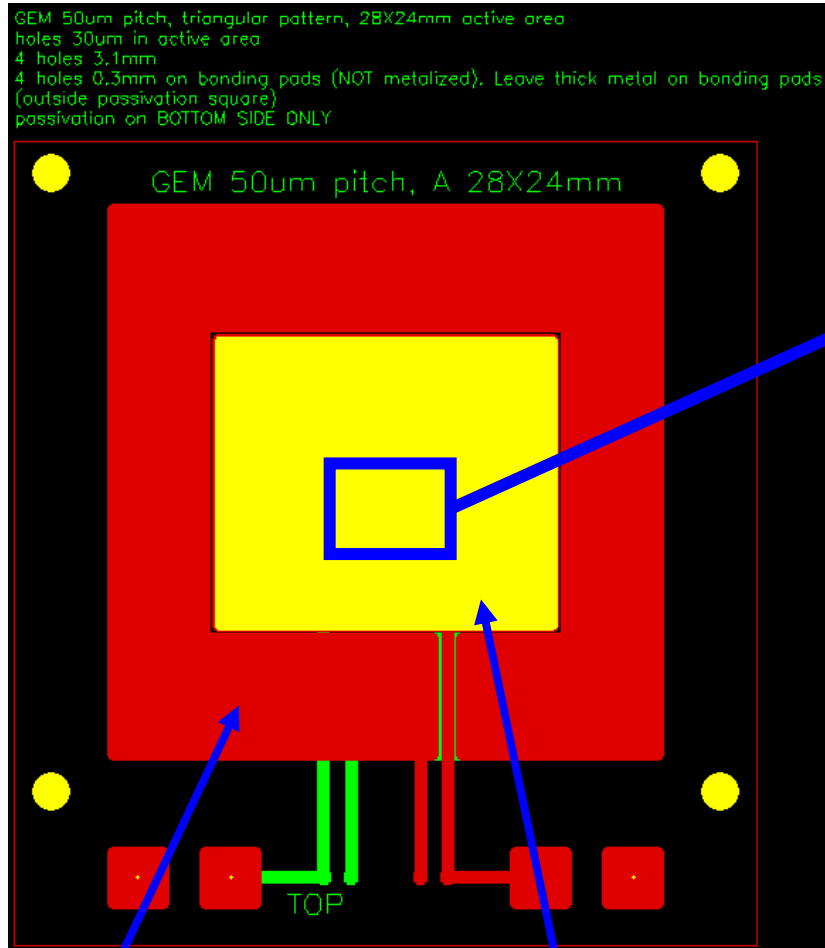 GEM 50um pitch, triangular pattern, 28X24mm active area
holes 30um in active area
4 holes 3.1mm
4 holes 0.3mm on bonding pads (NOT metalized). Leave thick metal on bonding pads
(outside passivation square)
passivation on BOTTOM SIDE ONLY
GEM 50um pitch, A 28X24mm
TOP